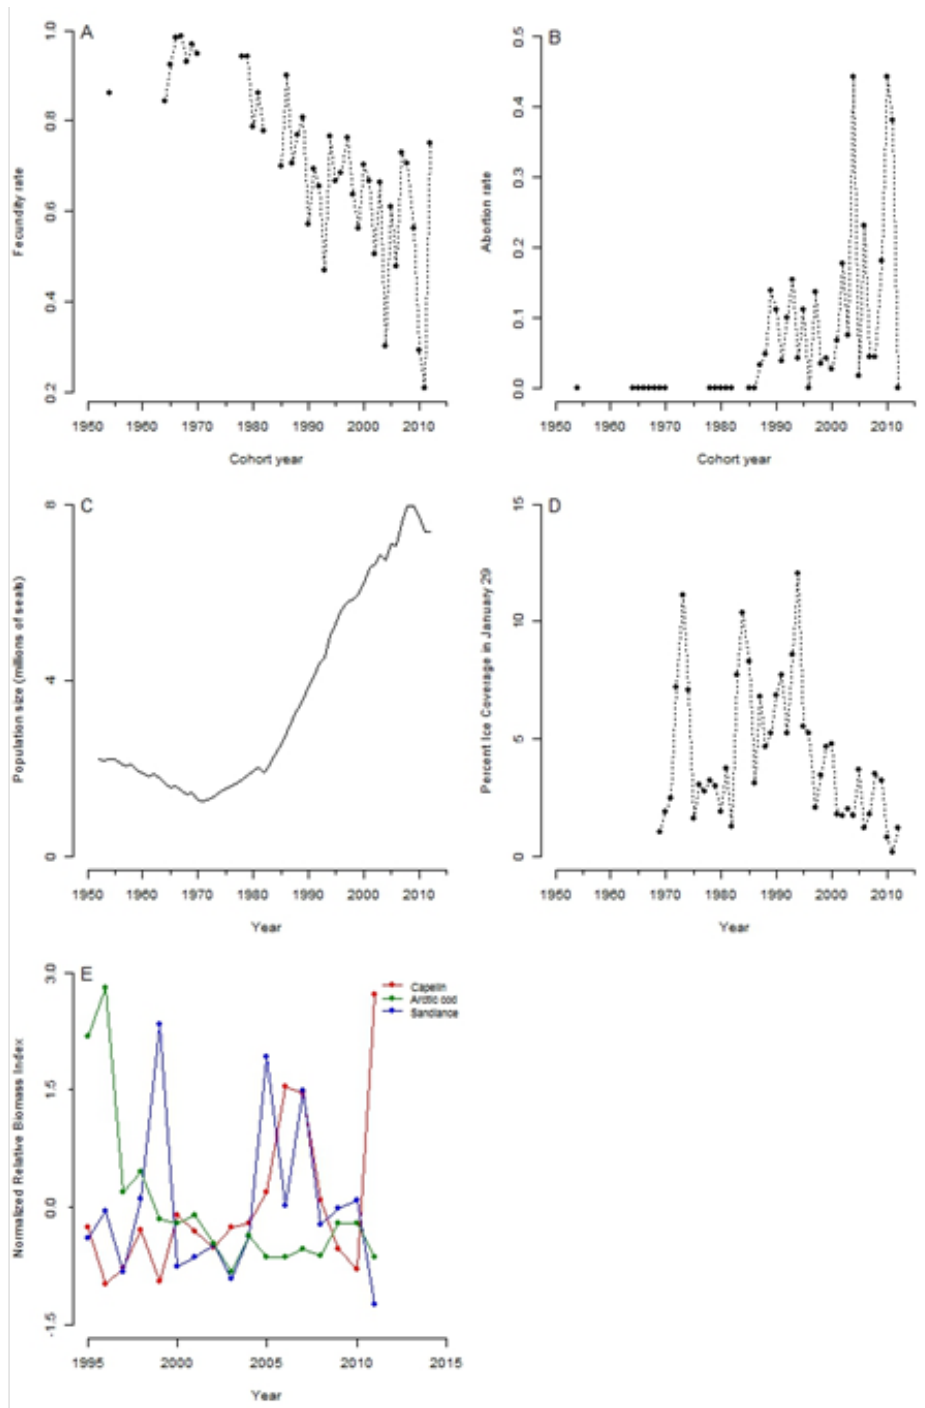 A
Fecundity rate
1.0
0.8
0.6
0.4
0.2
1950 1960 1970 1980 1990 2000 2010
Cohort year
B
Abortion rate
0.5
0.4
0.3
0.2
0.1
0.0
1950 1960 1970 1980 1990 2000 2010
Cohort year
C
Population size (millions of seals)
8
4
0
1950 1960 1970 1980 1990 2000 2010
Year
D
Percent Ice Coverage in January 29
15
10
5
0
1950 1960 1970 1980 1990 2000 2010
Year
E
Normalized Relative Biomass Index
3.0
1.5
0.0
-1.5
Capelin
Arctic cod
Sandlance
1995 2000 2005 2010 2015
Year